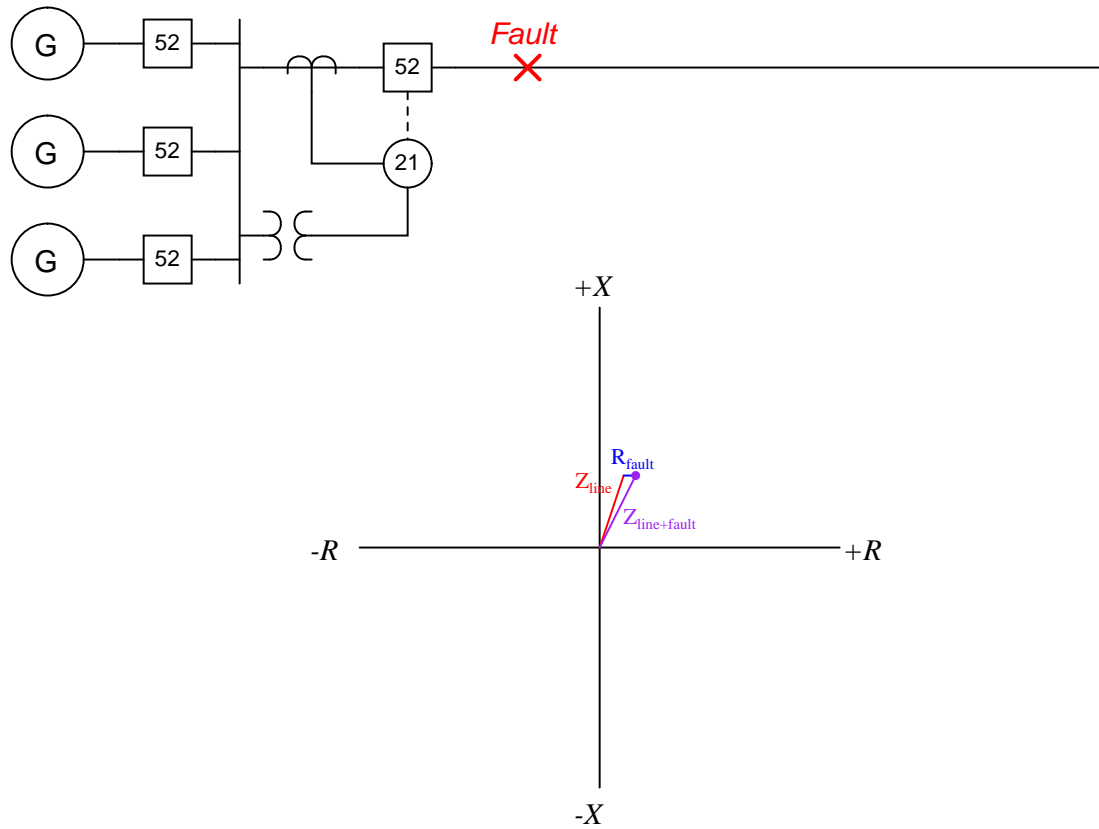 G
52
Fault
52
G
52
21
G
52
+X
R_fault
Z_line
Z_line+fault
-R
+R
-X